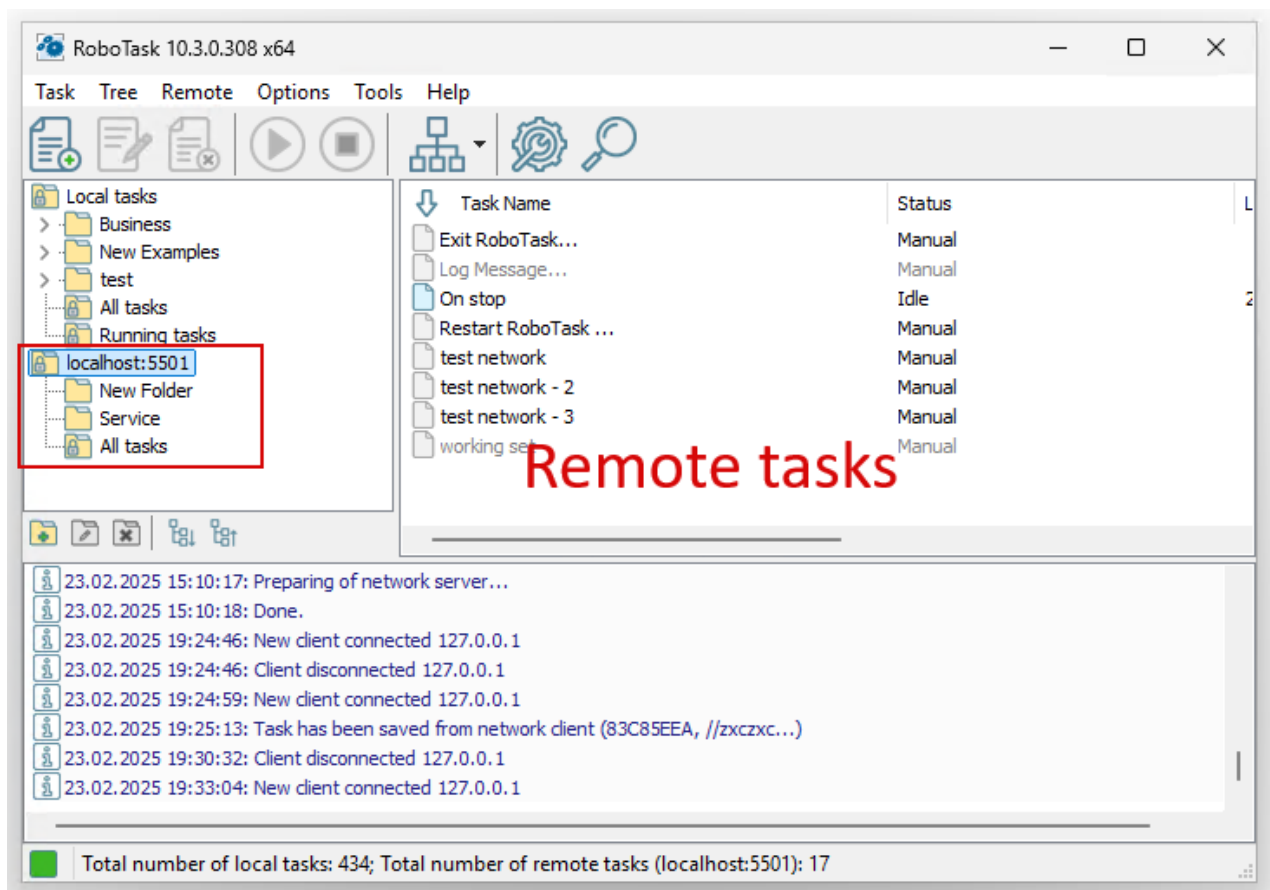 RoboTask 10.3.0.308 x64
Task Tree Remote Options Tools Help
Local tasks
Business
New Examples
test
All tasks
Running tasks
localhost:5501
New Folder
Service
All tasks
Task Name Status L
Exit RoboTask... Manual
Log Message... Manual
On stop Idle 2
Restart RoboTask ... Manual
test network Manual
test network - 2 Manual
test network - 3 Manual
working set Manual
Remote tasks
23.02.2025 15:10:17: Preparing of network server...
23.02.2025 15:10:18: Done.
23.02.2025 19:24:46: New client connected 127.0.0.1
23.02.2025 19:24:46: Client disconnected 127.0.0.1
23.02.2025 19:24:59: New client connected 127.0.0.1
23.02.2025 19:25:13: Task has been saved from network client (83C85EEA, //zxczxc...)
23.02.2025 19:30:32: Client disconnected 127.0.0.1
23.02.2025 19:33:04: New client connected 127.0.0.1
Total number of local tasks: 434; Total number of remote tasks (localhost:5501): 17